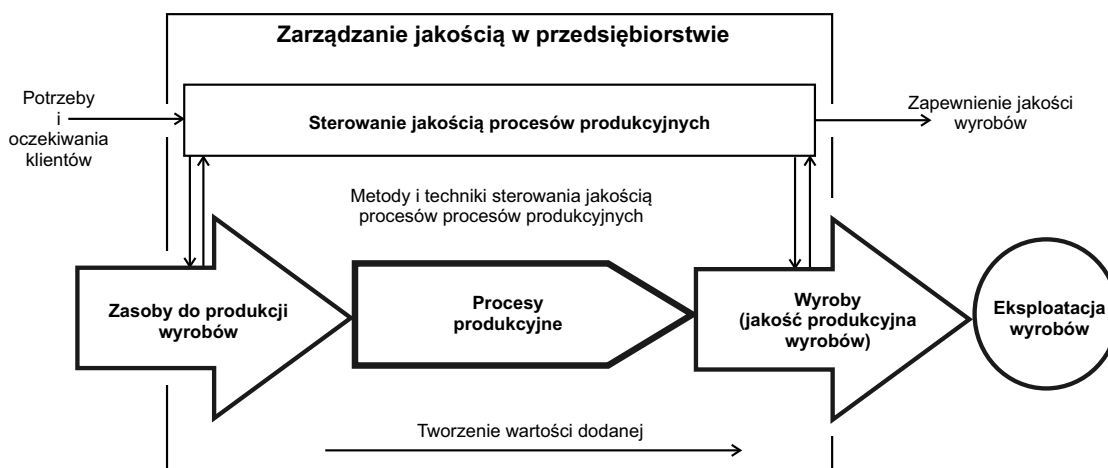 Zarządzanie jakością w przedsiębiorstwie
Potrzeby
i
oczekiwania
klientów
Sterowanie jakością procesów produkcyjnych
Zapewnienie jakości
wyrobów
Metody i techniki sterowania jakością
procesów procesów produkcyjnych
Zasoby do produkcji
wyrobów
Procesy
produkcyjne
Wyroby
(jakość produkcyjna
wyrobów)
Eksploatacja
wyrobów
Tworzenie wartości dodanej